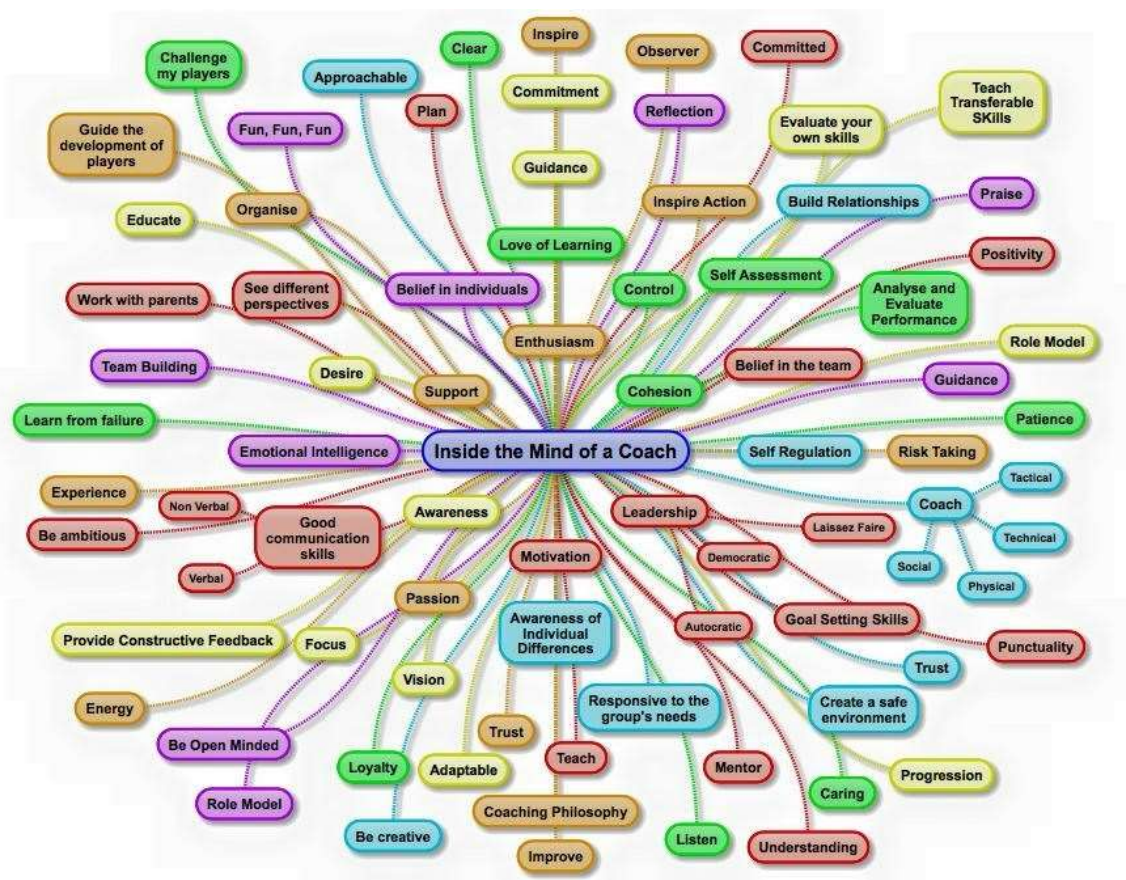 Inspire
Clear
Observer
Committed
Challenge
my players
Approachable
Commitment
Plan
Reflection
Teach
Transferable
SKills
Evaluate your
own skills
Guide the
development of
players
Fun, Fun, Fun
Guidance
Organise
Inspire Action
Build Relationships
Praise
Educate
Love of Learning
Positivity
Work with parents
See different
perspectives
Belief in individuals
Control
Self Assessment
Analyse and
Evaluate
Performance
Enthusiasm
Role Model
Team Building
Desire
Support
Cohesion
Belief in the team
Guidance
Learn from failure
Patience
Emotional Intelligence
Inside the Mind of a Coach
Self Regulation
Risk Taking
Experience
Non Verbal
Awareness
Leadership
Coach
Tactical
Be ambitious
Good
communication
skills
Laissez Faire
Technical
Verbal
Motivation
Democratic
Social
Physical
Passion
Awareness of
Individual
Differences
Autocratic
Goal Setting Skills
Provide Constructive Feedback
Focus
Punctuality
Vision
Trust
Energy
Responsive to the
group's needs
Create a safe
environment
Be Open Minded
Trust
Loyalty
Adaptable
Teach
Mentor
Progression
Role Model
Caring
Coaching Philosophy
Be creative
Listen
Understanding
Improve